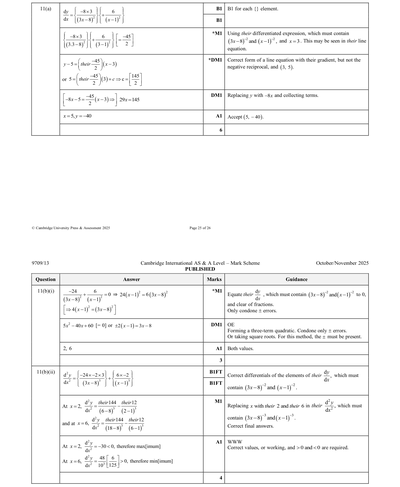 11(a)
dy/dx = {−8×3/(3x−8)²} {+ 6/(x−1)²}
B1
B1 for each {} element.
B1
{−8×3/(3.3−8)²} {+ 6/(3−1)²} [= −45/2]
*M1
Using their differentiated expression, which must contain
(3x−8)⁻² and (x−1)⁻², and x = 3. This may be seen in their line
equation.
y − 5 = (their −45/2)(x − 3)
or 5 = (their −45/2)(3) + c ⇒ c = [145/2]
*DM1
Correct form of a line equation with their gradient, but not the
negative reciprocal, and (3, 5).
[−8x − 5 = −45/2 (x − 3) ⇒] 29x = 145
DM1
Replacing y with −8x and collecting terms.
x = 5, y = −40
A1
Accept (5, −40).
6
© Cambridge University Press & Assessment 2025
Page 25 of 26
9709/13
Cambridge International AS & A Level – Mark Scheme
October/November 2025
PUBLISHED
Question
Answer
Marks
Guidance
11(b)(i)
−24/(3x−8)² + 6/(x−1)² = 0 ⇒ 24(x−1)² = 6(3x−8)²
[⇒ 4(x−1)² = (3x−8)²]
*M1
Equate their dy/dx, which must contain (3x−8)⁻² and (x−1)⁻² to 0,
and clear of fractions.
Only condone ± errors.
5x² − 40x + 60 [= 0] or ±2(x−1) = 3x − 8
DM1
OE
Forming a three-term quadratic. Condone only ± errors.
Or taking square roots. For this method, the ± must be present.
2, 6
A1
Both values.
3
11(b)(ii)
d²y/dx² = {−24×−2×3/(3x−8)³} {+ 6×−2/(x−1)³}
B1FT
B1FT
Correct differentials of the elements of their dy/dx, which must
contain (3x−8)⁻² and (x−1)⁻².
At x = 2, d²y/dx² = their144/(6−8)³ − their12/(2−1)³
and at x = 6, d²y/dx² = their144/(18−8)³ − their12/(6−1)³
M1
Replacing x with their 2 and their 6 in their d²y/dx², which must
contain (3x−8)⁻³ and (x−1)⁻³.
Correct final answers.
At x = 2, d²y/dx² = −30 < 0, therefore max[imum]
At x = 6, d²y/dx² = 48/10³ [6/125] > 0, therefore min[imum]
A1
WWW
Correct values, or working, and > 0 and < 0 are required.
4